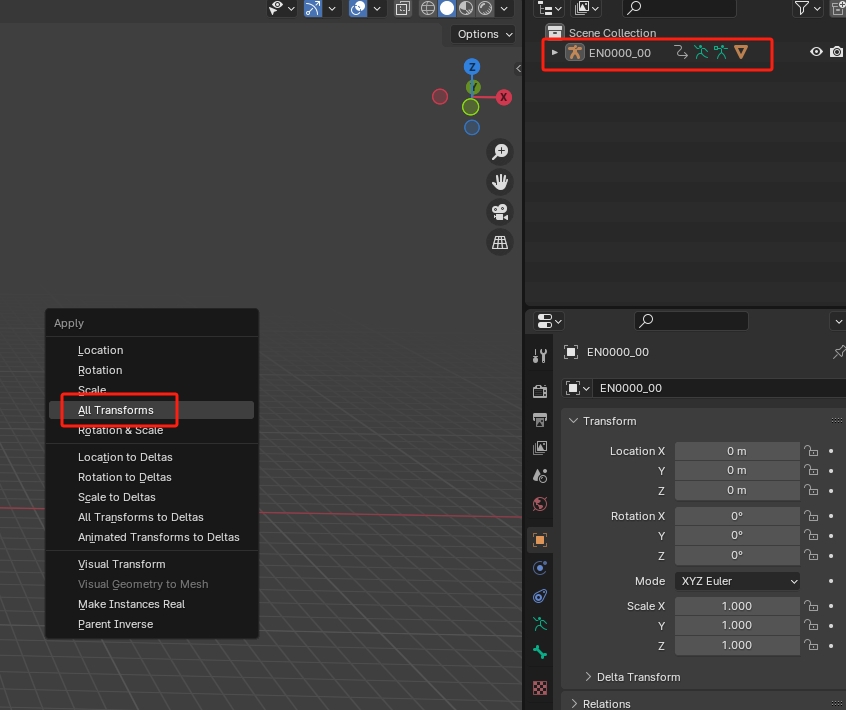 Options
Z
Y
X
Scene Collection
EN0000_00
Apply
Location
Rotation
Scale
All Transforms
Rotation & Scale
Location to Deltas
Rotation to Deltas
Scale to Deltas
All Transforms to Deltas
Animated Transforms to Deltas
Visual Transform
Visual Geometry to Mesh
Make Instances Real
Parent Inverse
EN0000_00
EN0000_00
Transform
Location X 0 m
Y 0 m
Z 0 m
Rotation X 0°
Y 0°
Z 0°
Mode XYZ Euler
Scale X 1.000
Y 1.000
Z 1.000
Delta Transform
Relations